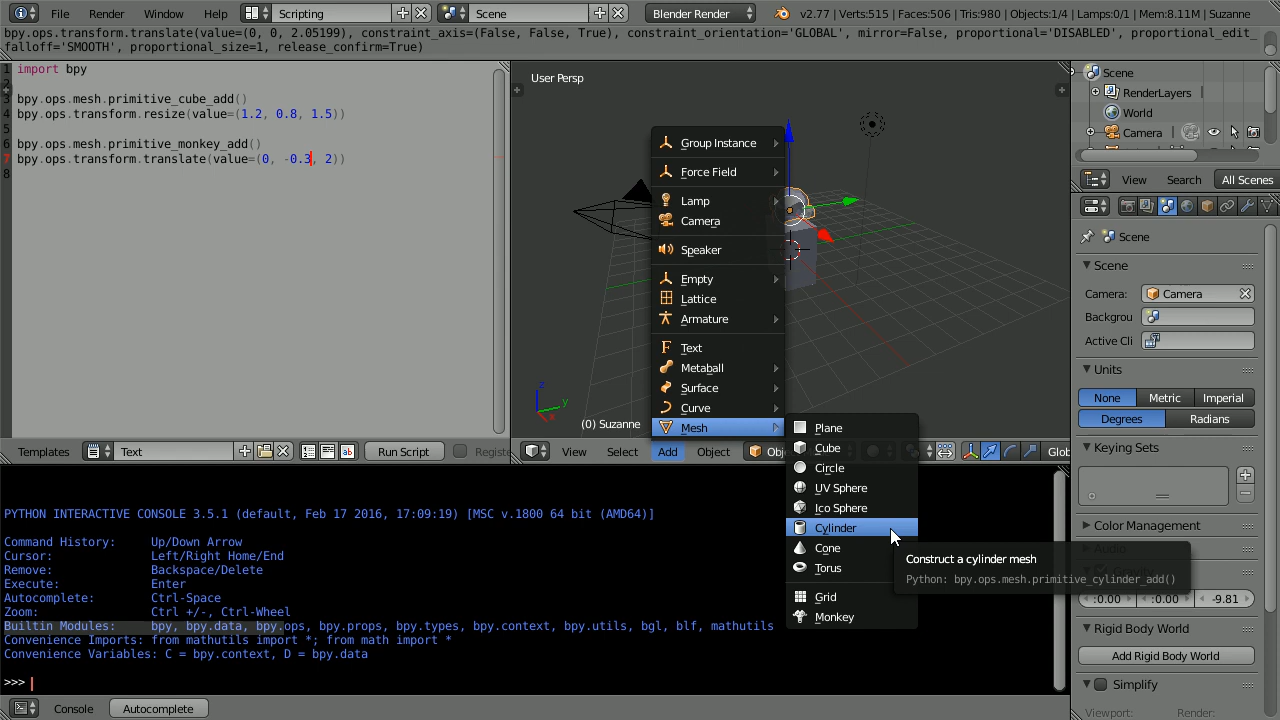 File Render Window Help Scripting Scene Blender Render v2.77 | Verts:515 | Faces:506 | Tris:980 | Objects:1/4 | Lamps:0/1 | Mem:8.11M | Suzanne
bpy.ops.transform.translate(value=(0, 0, 2.05199), constraint_axis=(False, False, True), constraint_orientation='GLOBAL', mirror=False, proportional='DISABLED', proportional_edit_
falloff='SMOOTH', proportional_size=1, release_confirm=True)
1 import bpy
2
3 bpy.ops.mesh.primitive_cube_add()
4 bpy.ops.transform.resize(value=(1.2, 0.8, 1.5))
5
6 bpy.ops.mesh.primitive_monkey_add()
7 bpy.ops.transform.translate(value=(0, -0.3, 2))
8
Templates Text Run Script Registe
User Persp
Group Instance
Force Field
Lamp
Camera
Speaker
Empty
Lattice
Armature
Text
Metaball
Surface
Curve
Mesh
z
y
x
(0) Suzanne
View Select Add Object Obj Glob
Plane
Cube
Circle
UV Sphere
Ico Sphere
Cylinder
Cone
Torus
Grid
Monkey
Construct a cylinder mesh
Python: bpy.ops.mesh.primitive_cylinder_add()
Scene
RenderLayers
World
Camera
View Search All Scenes
Scene
Scene
Camera: Camera
Backgrou
Active Cli
Units
None Metric Imperial
Degrees Radians
Keying Sets
Color Management
Audio
Gravity
:0.00 :0.00 -9.81
Rigid Body World
Add Rigid Body World
Simplify
Viewport: Render:
PYTHON INTERACTIVE CONSOLE 3.5.1 (default, Feb 17 2016, 17:09:19) [MSC v.1800 64 bit (AMD64)]
Command History: Up/Down Arrow
Cursor: Left/Right Home/End
Remove: Backspace/Delete
Execute: Enter
Autocomplete: Ctrl-Space
Zoom: Ctrl +/-, Ctrl-Wheel
Builtin Modules: bpy, bpy.data, bpy.ops, bpy.props, bpy.types, bpy.context, bpy.utils, bgl, blf, mathutils
Convenience Imports: from mathutils import *; from math import *
Convenience Variables: C = bpy.context, D = bpy.data
>>>
Console Autocomplete